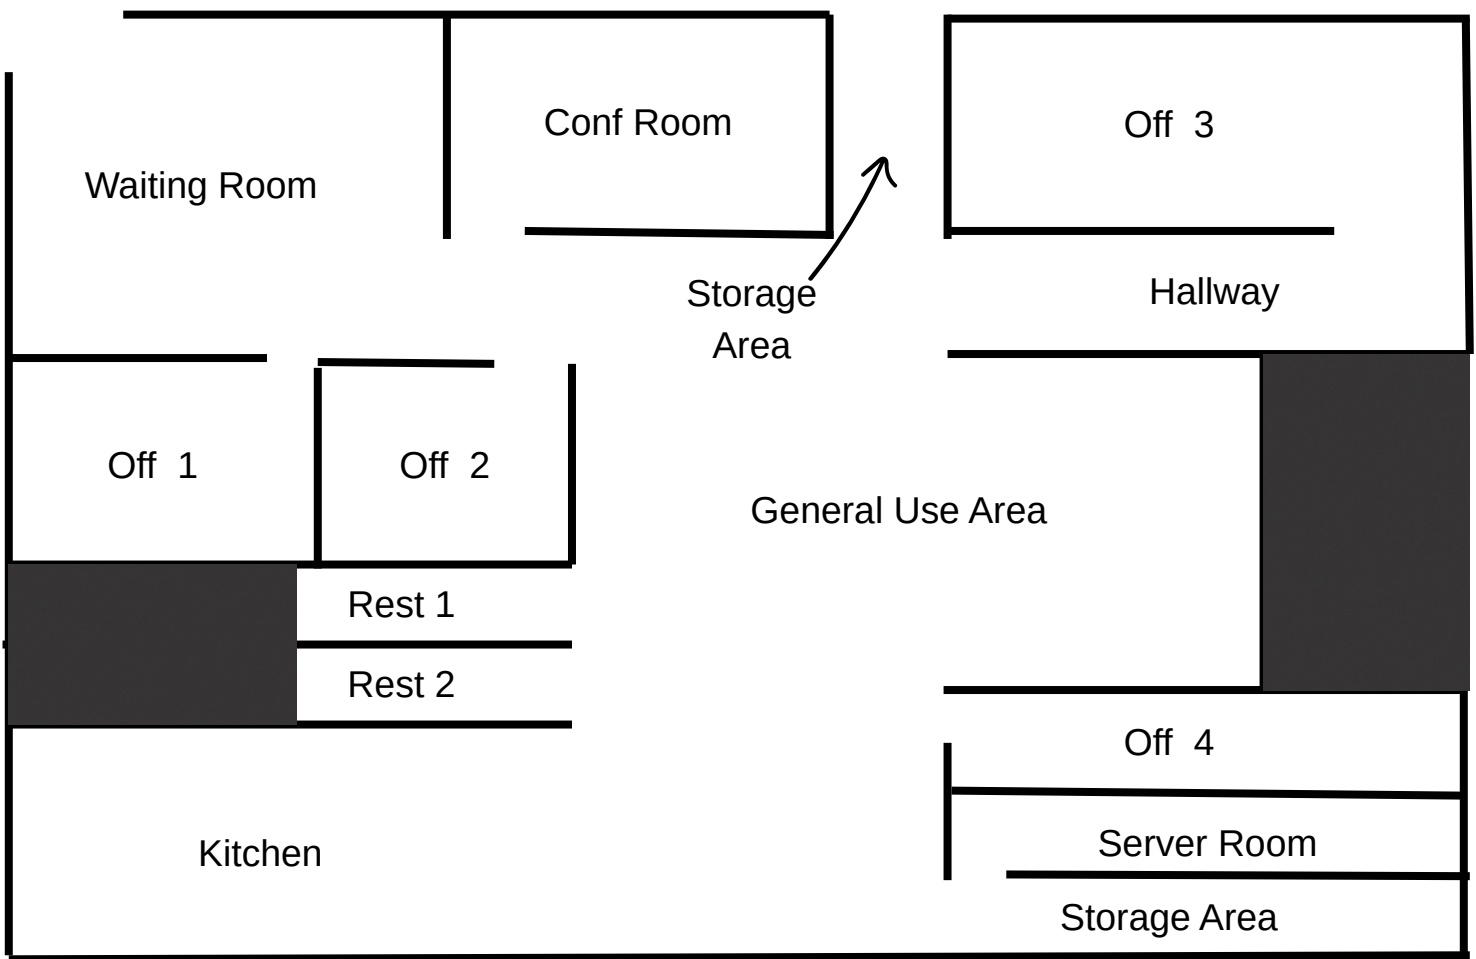 Conf Room
Off 3
Waiting Room
Storage
Area
Hallway
Off 1
Off 2
General Use Area
Rest 1
Rest 2
Off 4
Kitchen
Server Room
Storage Area